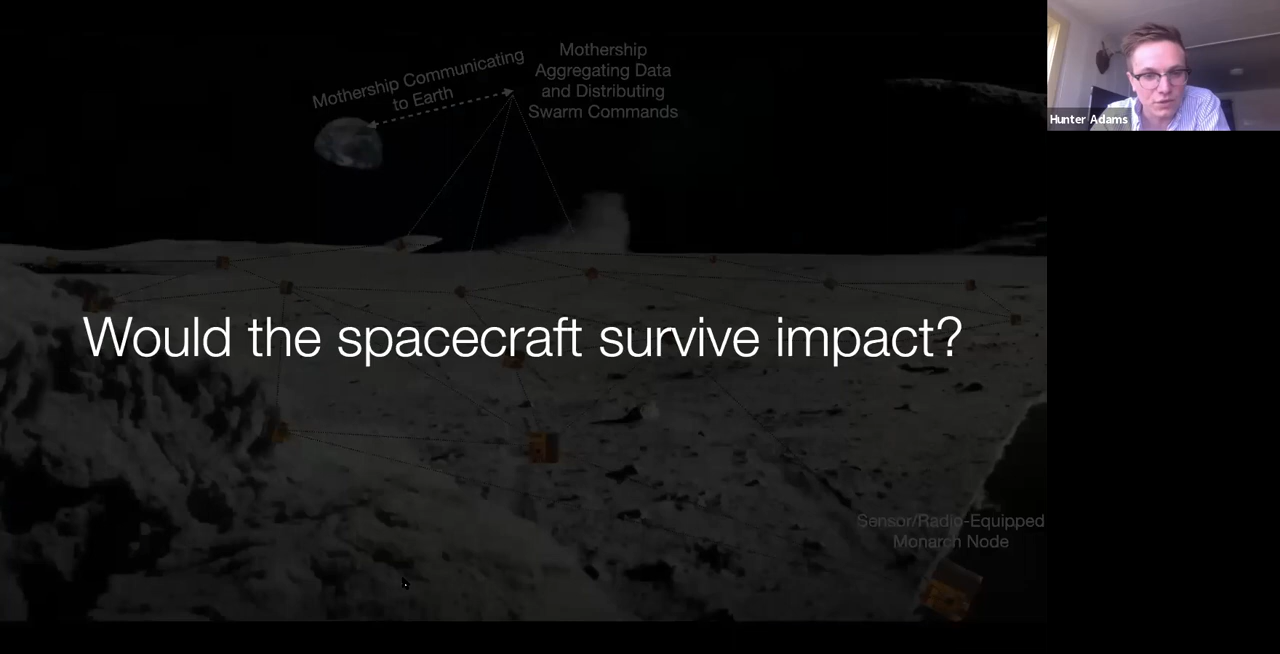 Mothership Communicating
to Earth
Mothership
Aggregating Data
and Distributing
Swarm Commands
Hunter Adams
Would the spacecraft survive impact?
Sensor/Radio-Equipped
Monarch Node